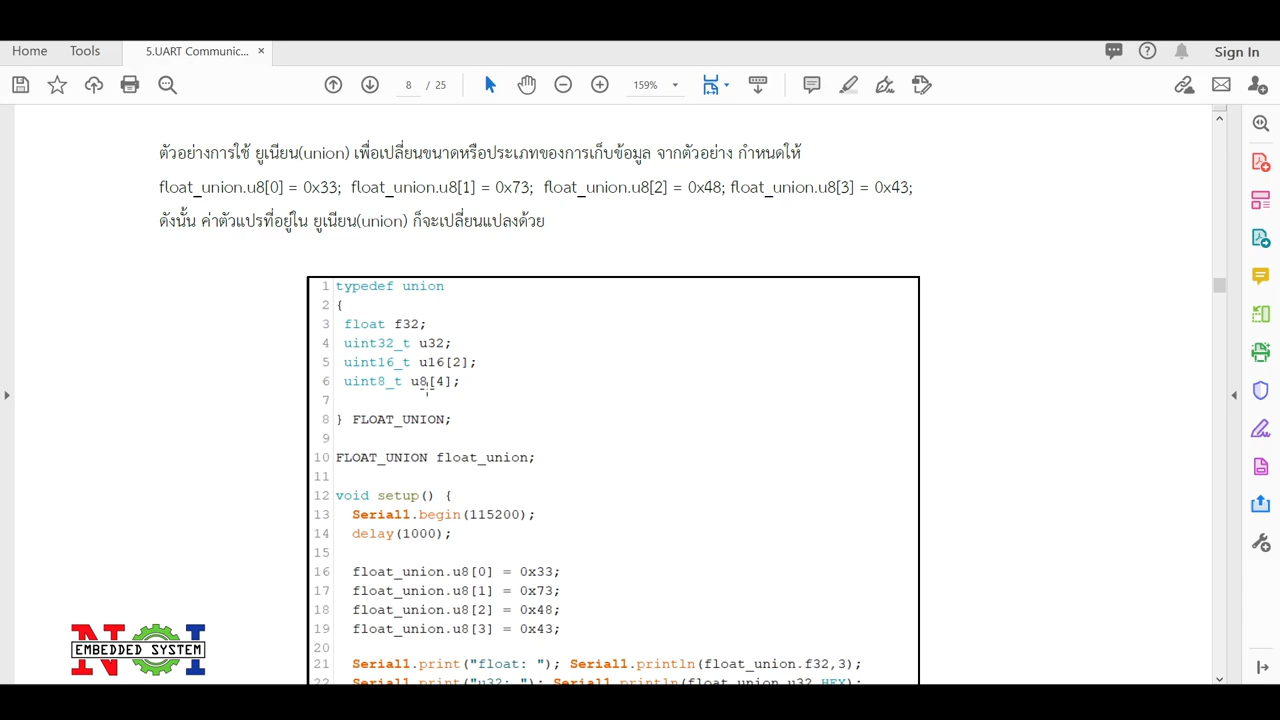 Home Tools 5.UART Communic... × Sign In
8 / 25 159%
ตัวอย่างการใช้ ยูเนียน(union) เพื่อเปลี่ยนขนาดหรือประเภทของการเก็บข้อมูล จากตัวอย่าง กำหนดให้
float_union.u8[0] = 0x33; float_union.u8[1] = 0x73; float_union.u8[2] = 0x48; float_union.u8[3] = 0x43;
ดังนั้น ค่าตัวแปรที่อยู่ใน ยูเนียน(union) ก็จะเปลี่ยนแปลงด้วย
1 typedef union
2 {
3 float f32;
4 uint32_t u32;
5 uint16_t u16[2];
6 uint8_t u8[4];
7
8 } FLOAT_UNION;
9
10 FLOAT_UNION float_union;
11
12 void setup() {
13 Serial1.begin(115200);
14 delay(1000);
15
16 float_union.u8[0] = 0x33;
17 float_union.u8[1] = 0x73;
18 float_union.u8[2] = 0x48;
19 float_union.u8[3] = 0x43;
20
21 Serial1.print("float: "); Serial1.println(float_union.f32,3);
22 Serial1.print("u32: "); Serial1.println(float_union.u32,HEX);
N I
EMBEDDED SYSTEM